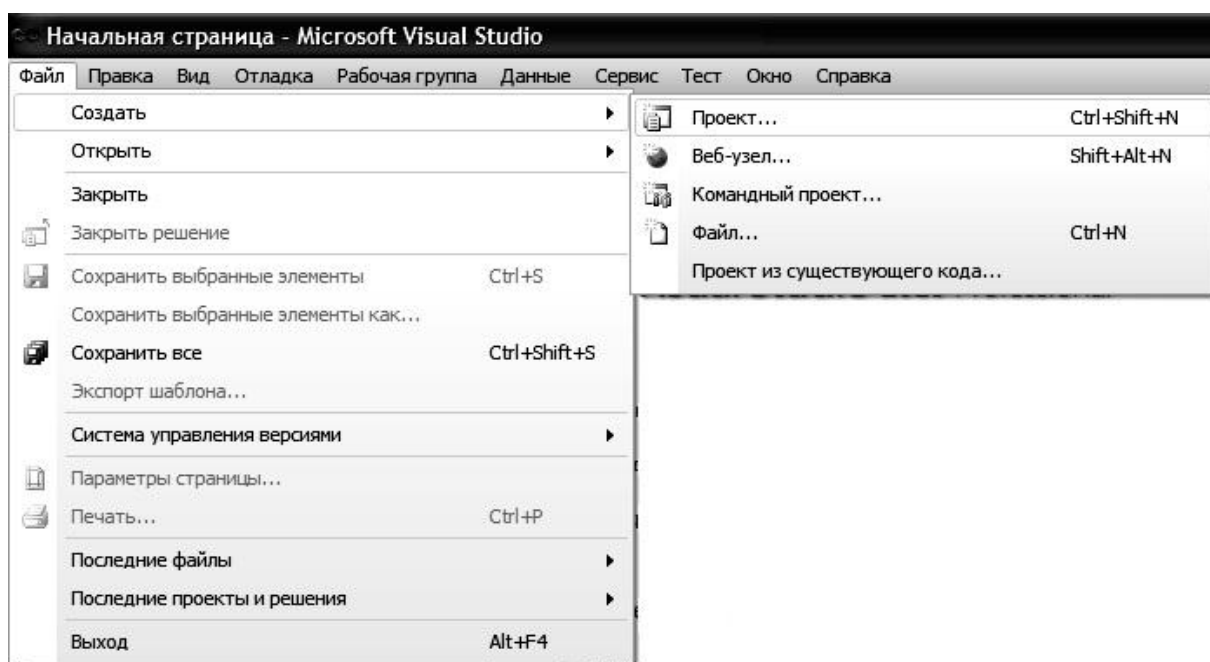 Начальная страница - Microsoft Visual Studio
Файл Правка Вид Отладка Рабочая группа Данные Сервис Тест Окно Справка
Создать
Открыть
Закрыть
Закрыть решение
Сохранить выбранные элементы Ctrl+S
Сохранить выбранные элементы как...
Сохранить все Ctrl+Shift+S
Экспорт шаблона...
Система управления версиями
Параметры страницы...
Печать... Ctrl+P
Последние файлы
Последние проекты и решения
Выход Alt+F4
Проект... Ctrl+Shift+N
Веб-узел... Shift+Alt+N
Командный проект...
Файл... Ctrl+N
Проект из существующего кода...